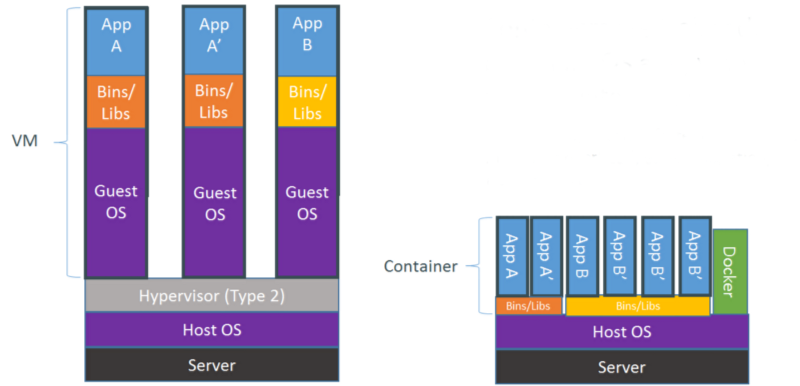 App
A
App
A’
App
B
Bins/
Libs
Bins/
Libs
Bins/
Libs
VM
Guest
OS
Guest
OS
Guest
OS
Hypervisor (Type 2)
Host OS
Server
Container
App A
App A’
App B
App B’
App B’
App B’
Docker
Bins/Libs
Bins/Libs
Host OS
Server